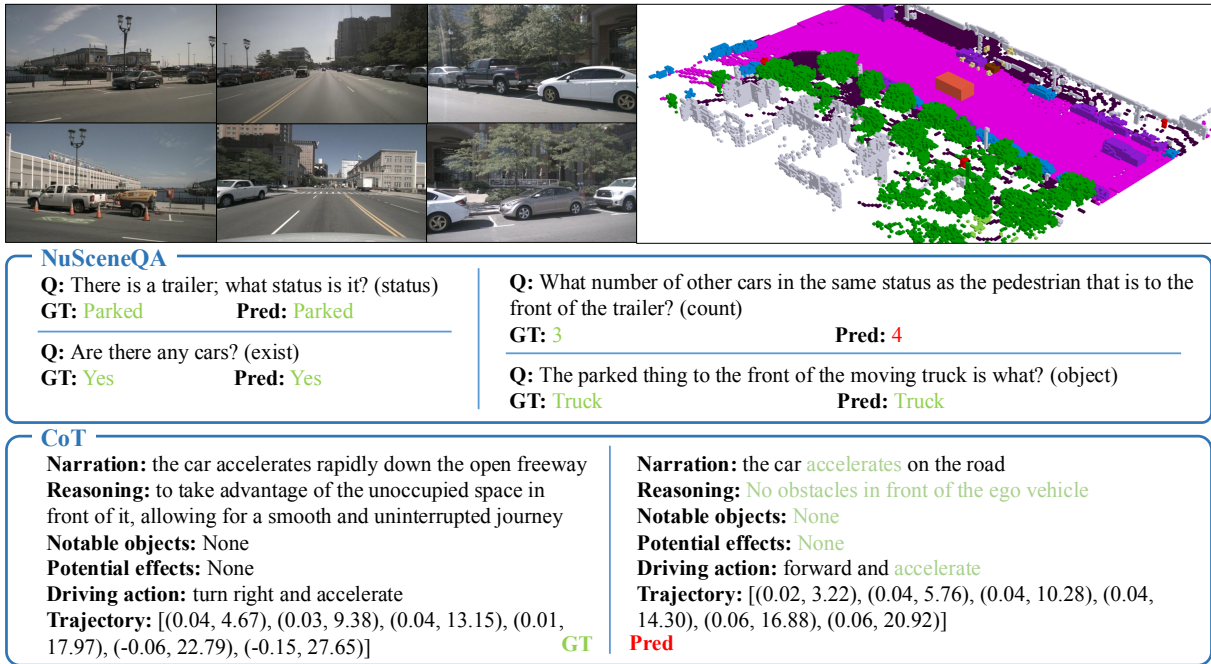 NuSceneQA
Q: There is a trailer; what status is it? (status)
GT: Parked Pred: Parked
Q: Are there any cars? (exist)
GT: Yes Pred: Yes
Q: What number of other cars in the same status as the pedestrian that is to the
front of the trailer? (count)
GT: 3 Pred: 4
Q: The parked thing to the front of the moving truck is what? (object)
GT: Truck Pred: Truck
CoT
Narration: the car accelerates rapidly down the open freeway
Reasoning: to take advantage of the unoccupied space in
front of it, allowing for a smooth and uninterrupted journey
Notable objects: None
Potential effects: None
Driving action: turn right and accelerate
Trajectory: [(0.04, 4.67), (0.03, 9.38), (0.04, 13.15), (0.01,
17.97), (-0.06, 22.79), (-0.15, 27.65)]
GT
Narration: the car accelerates on the road
Reasoning: No obstacles in front of the ego vehicle
Notable objects: None
Potential effects: None
Driving action: forward and accelerate
Trajectory: [(0.02, 3.22), (0.04, 5.76), (0.04, 10.28), (0.04,
14.30), (0.06, 16.88), (0.06, 20.92)]
Pred